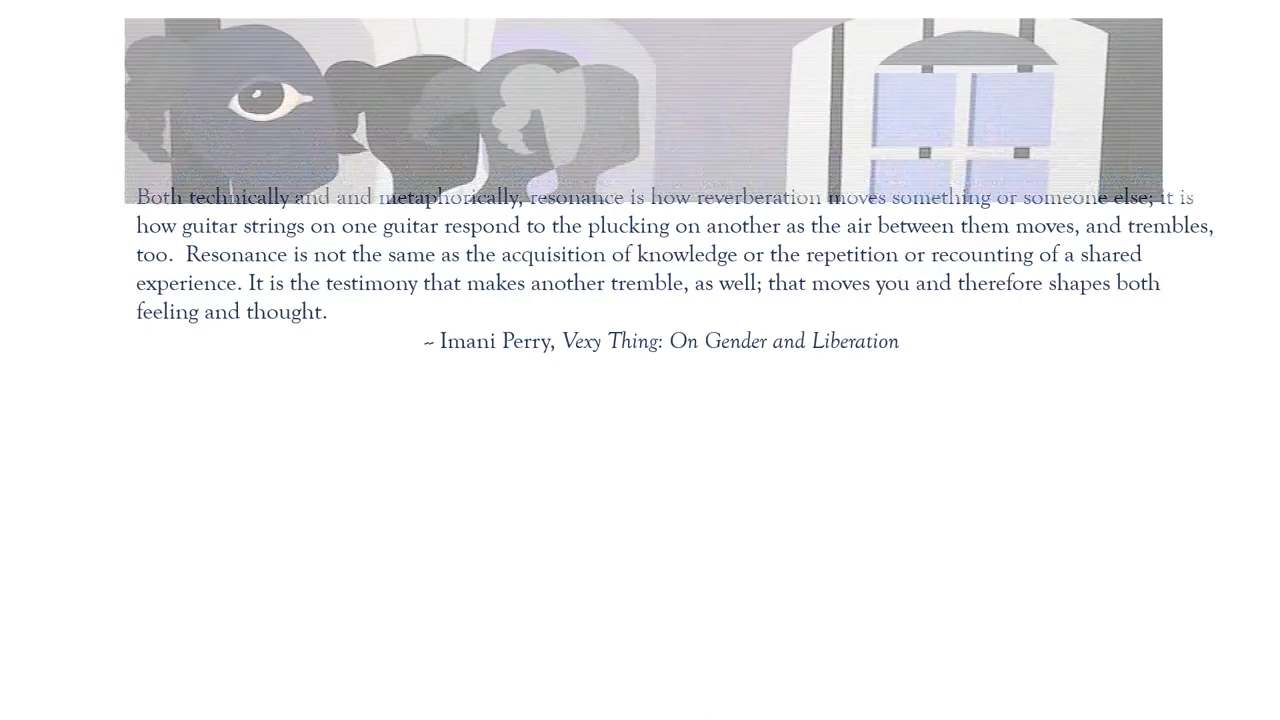 Both technically and and metaphorically, resonance is how reverberation moves something or someone else; it is
how guitar strings on one guitar respond to the plucking on another as the air between them moves, and trembles,
too.  Resonance is not the same as the acquisition of knowledge or the repetition or recounting of a shared
experience. It is the testimony that makes another tremble, as well; that moves you and therefore shapes both
feeling and thought.
~ Imani Perry, Vexy Thing: On Gender and Liberation